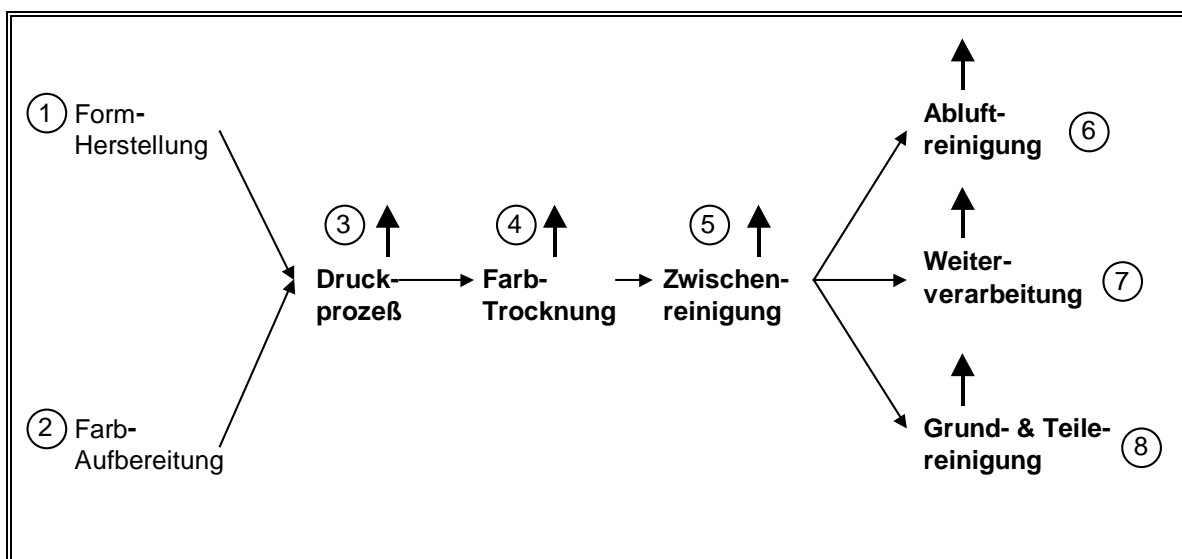 1 Form-
Herstellung
2 Farb-
Aufbereitung
3
Druck-
prozeß
4
Farb-
Trocknung
5
Zwischen-
reinigung
Abluft-
reinigung 6
Weiter-
verarbeitung 7
Grund- & Teile-
reinigung 8